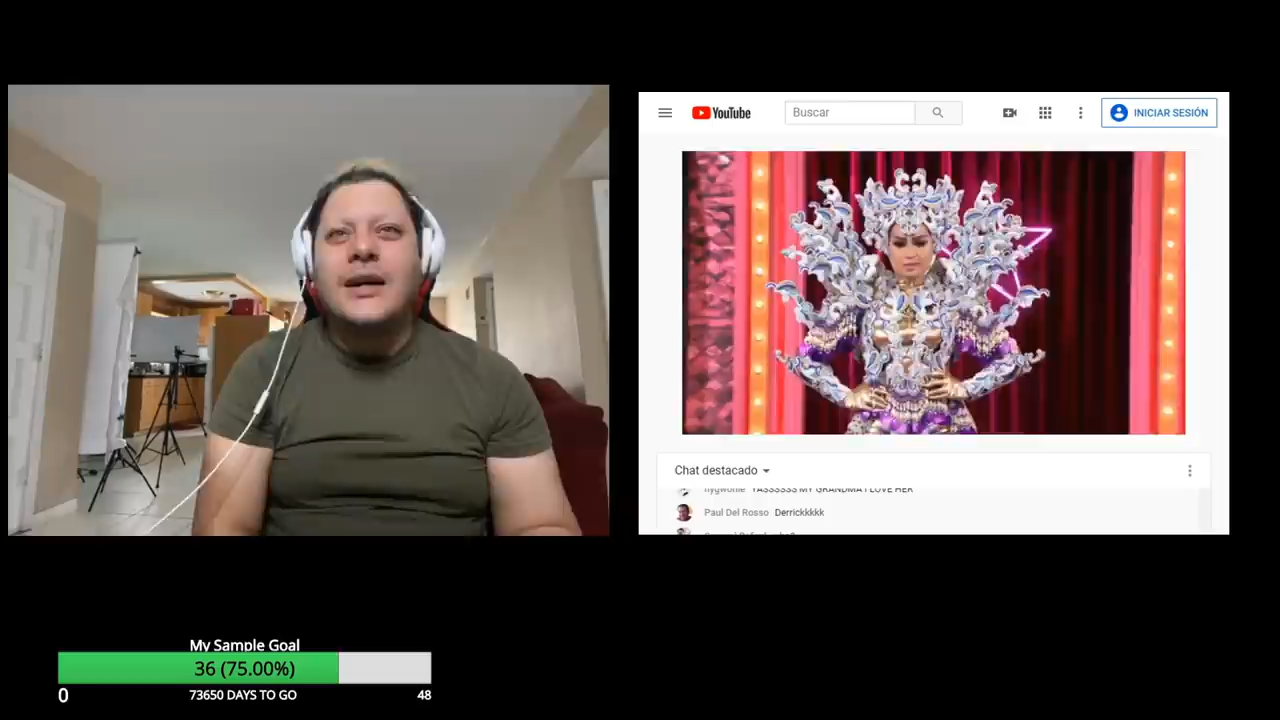 YouTube
Buscar
INICIAR SESIÓN
Chat destacado
YASSSSSS MY GRANDMA I LOVE HER
Paul Del Rosso Derrickkkkk
My Sample Goal
36 (75.00%)
0
73650 DAYS TO GO
48